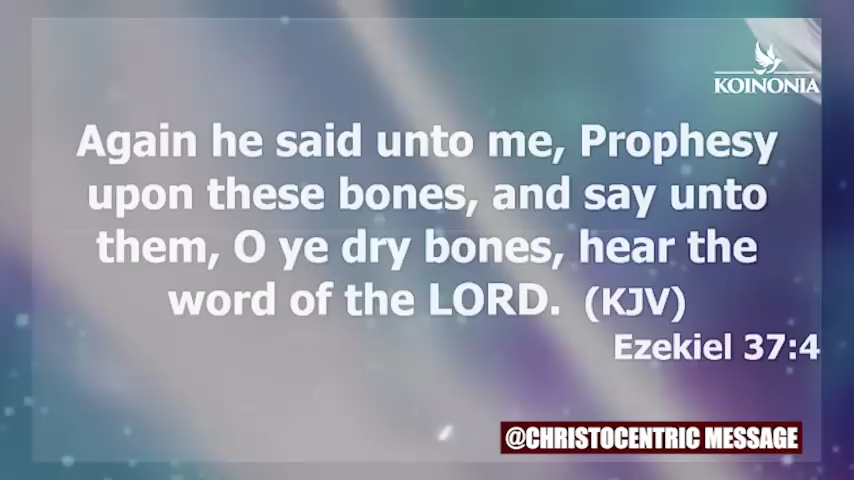 KOINONIA
Again he said unto me, Prophesy
upon these bones, and say unto
them, O ye dry bones, hear the
word of the LORD. (KJV)
Ezekiel 37:4
@CHRISTOCENTRIC MESSAGE